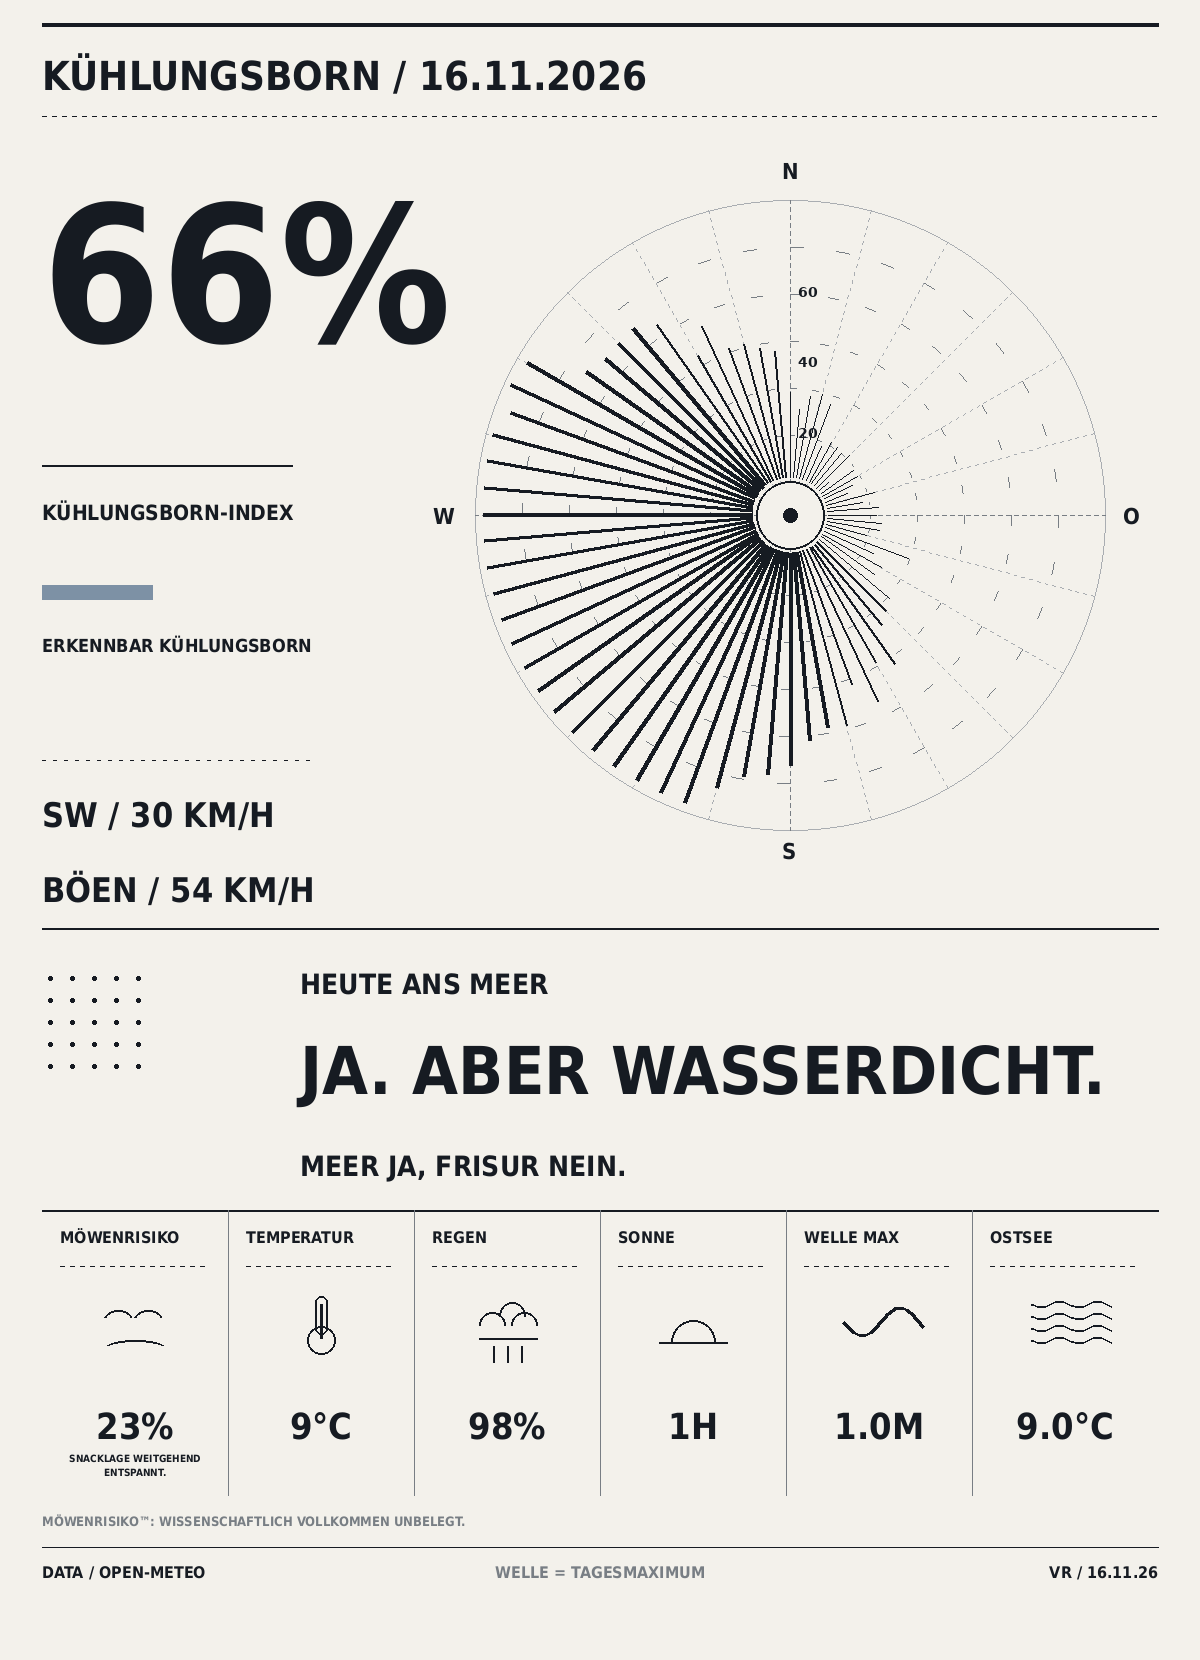 KÜHLUNGSBORN / 16.11.2026
66%
KÜHLUNGSBORN-INDEX
ERKENNBAR KÜHLUNGSBORN
SW / 30 KM/H
BÖEN / 54 KM/H
N
60
40
20
W
O
S
HEUTE ANS MEER
JA. ABER WASSERDICHT.
MEER JA, FRISUR NEIN.
MÖWENRISIKO
23%
SNACKLAGE WEITGEHEND
ENTSPANNT.
TEMPERATUR
9°C
REGEN
98%
SONNE
1H
WELLE MAX
1.0M
OSTSEE
9.0°C
MÖWENRISIKO™: WISSENSCHAFTLICH VOLLKOMMEN UNBELEGT.
DATA / OPEN-METEO
WELLE = TAGESMAXIMUM
VR / 16.11.26